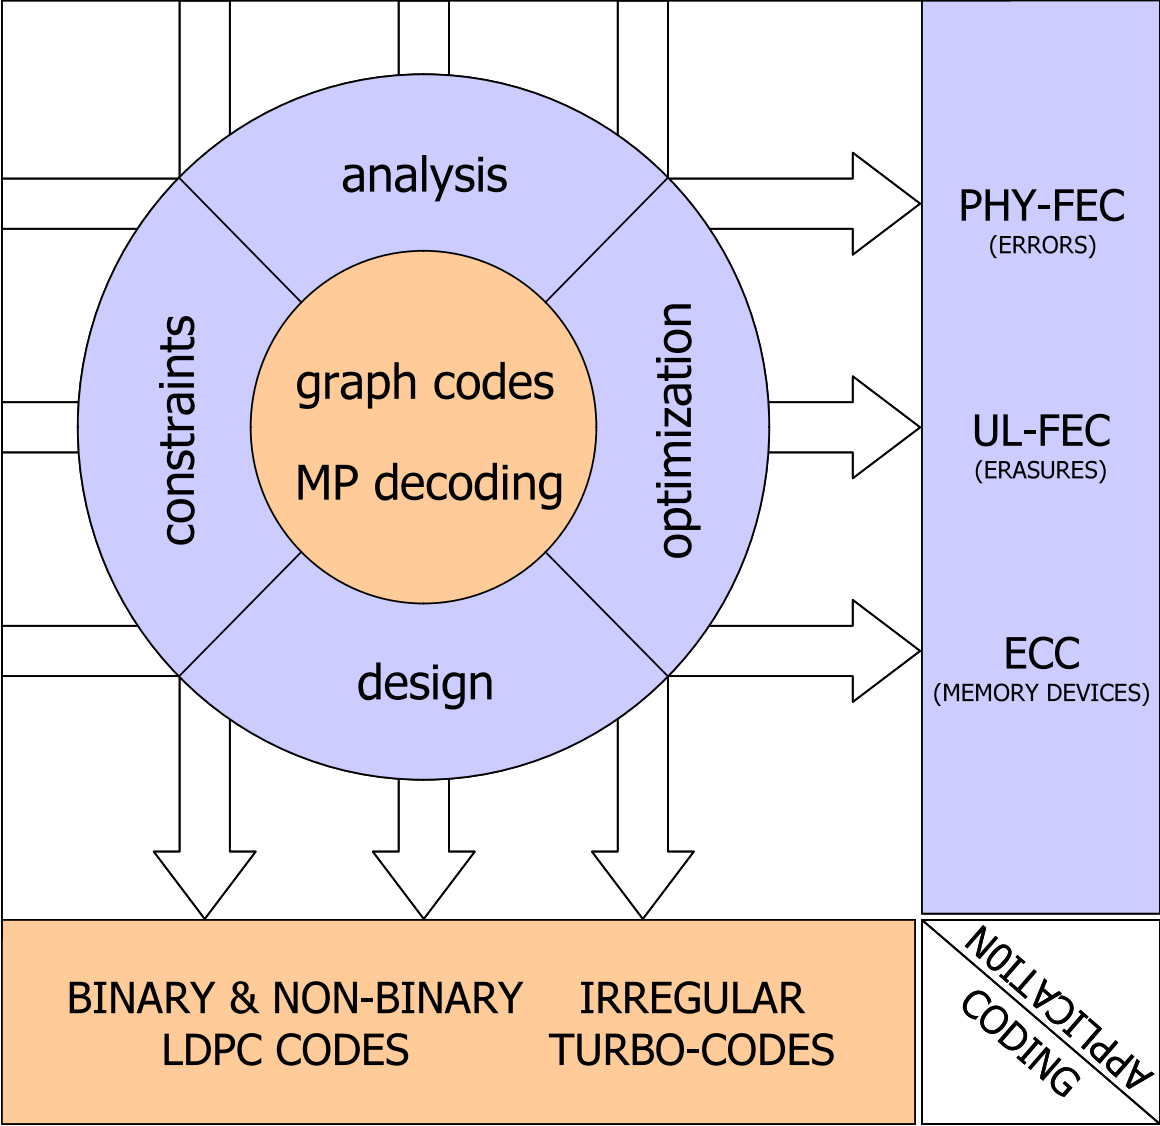 analysis
constraints
graph codes
MP decoding
optimization
design
PHY-FEC
(ERRORS)
UL-FEC
(ERASURES)
ECC
(MEMORY DEVICES)
BINARY & NON-BINARY
LDPC CODES
IRREGULAR
TURBO-CODES
APPLICATION
CODING